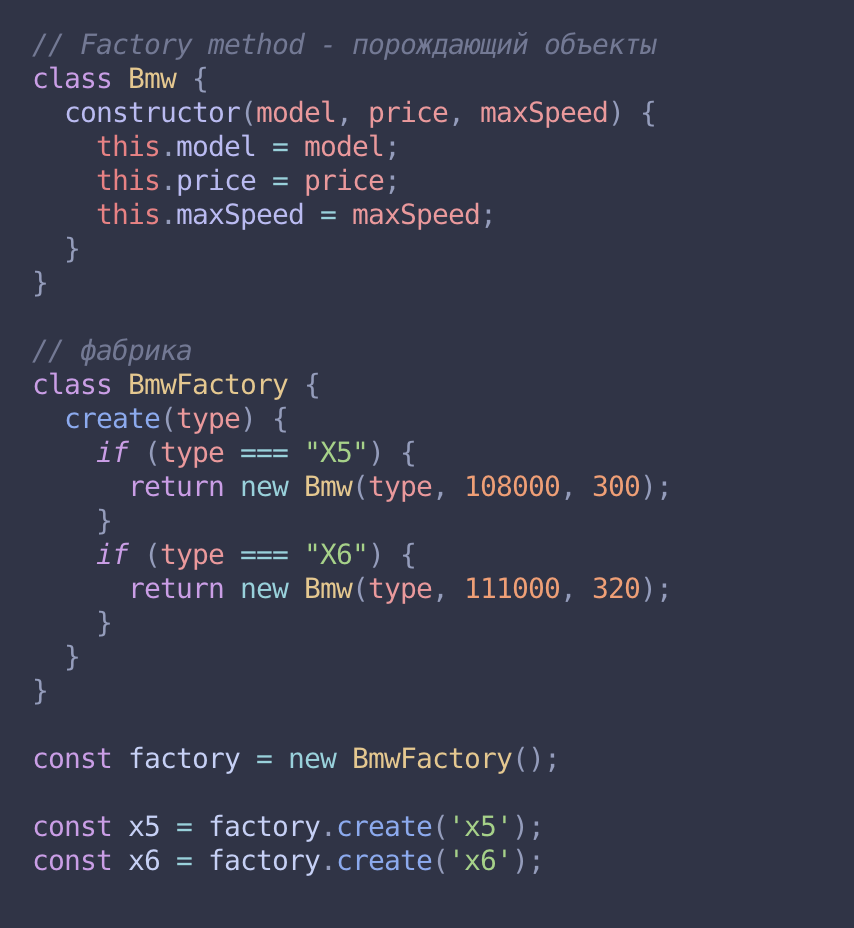 // Factory method - порождающий объекты
class Bmw {
  constructor(model, price, maxSpeed) {
    this.model = model;
    this.price = price;
    this.maxSpeed = maxSpeed;
  }
}

// фабрика
class BmwFactory {
  create(type) {
    if (type === "X5") {
      return new Bmw(type, 108000, 300);
    }
    if (type === "X6") {
      return new Bmw(type, 111000, 320);
    }
  }
}

const factory = new BmwFactory();

const x5 = factory.create('x5');
const x6 = factory.create('x6');